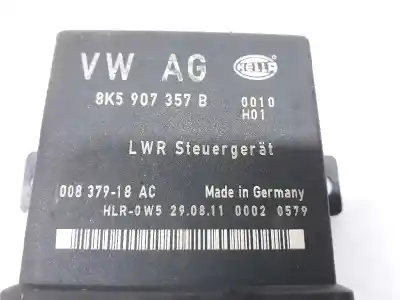 VW AG HELLA
8K5 907 357 B 0010
H01
LWR Steuergerät
008 379-18 AC Made in Germany
HLR-0W5 29.08.11 0002 0579